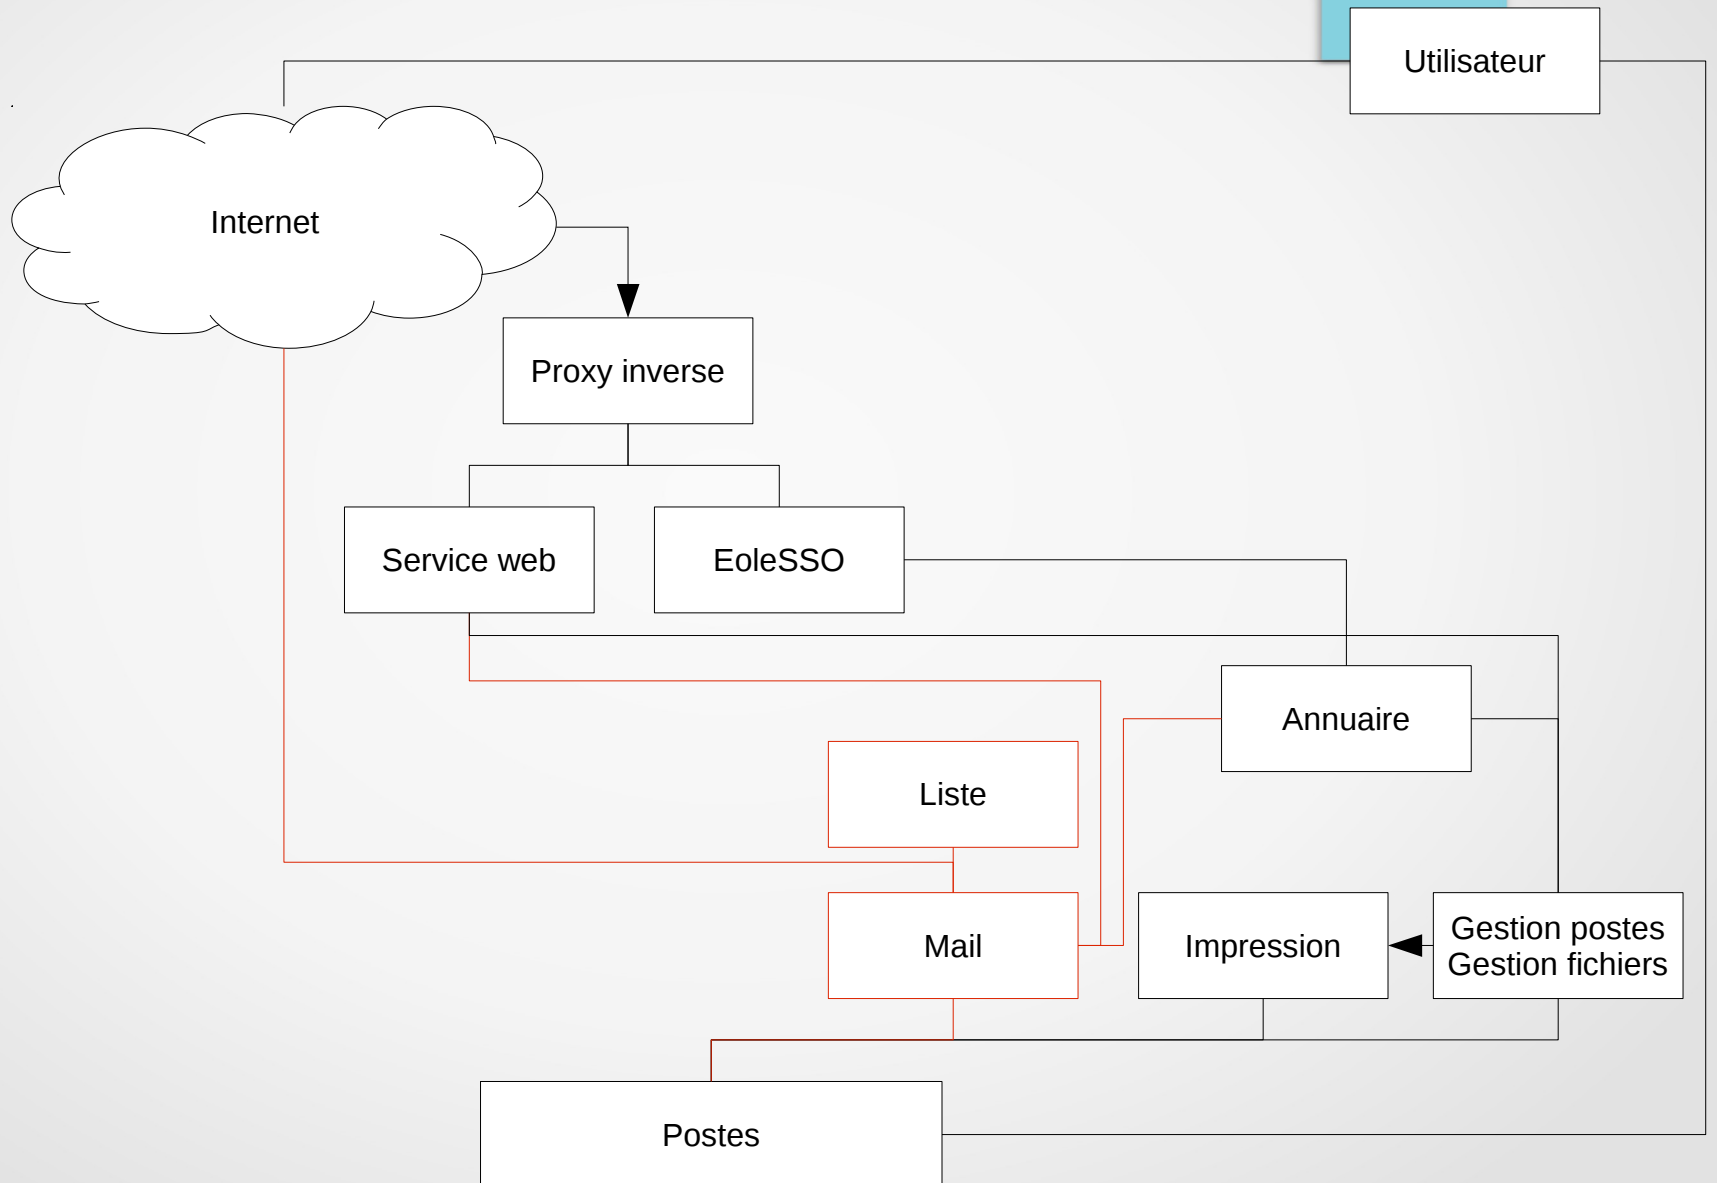 Utilisateur
Internet
Proxy inverse
Service web
EoleSSO
Annuaire
Liste
Mail
Impression
Gestion postes
Gestion fichiers
Postes